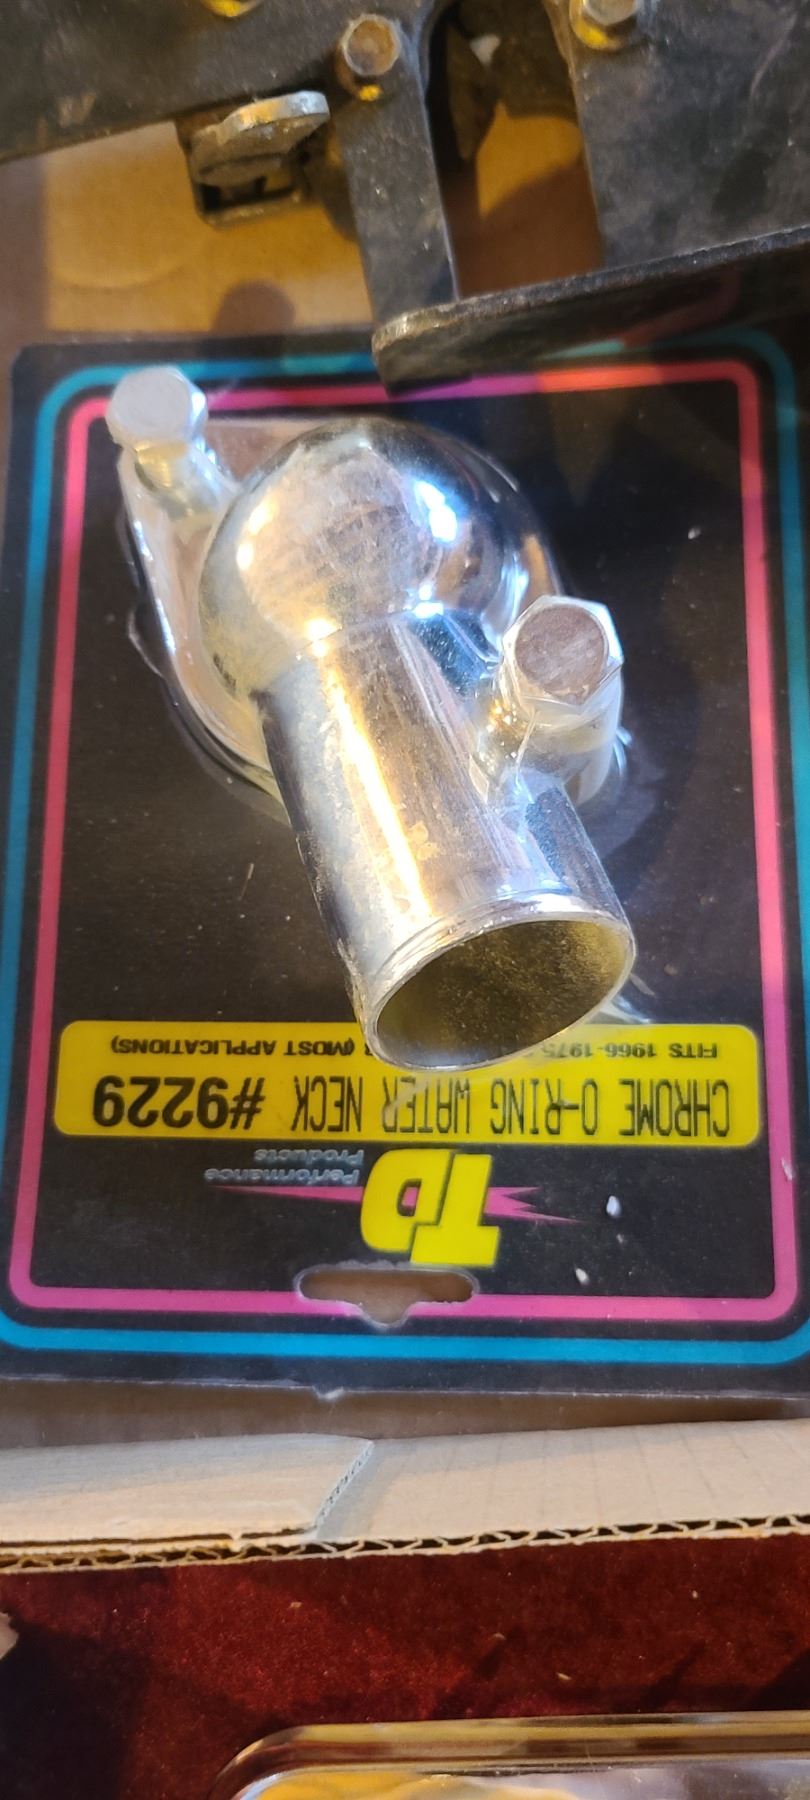 TD
Performance
Products
CHROME O-RING WATER NECK #9229
FITS 1966-1975 (MOST APPLICATIONS)